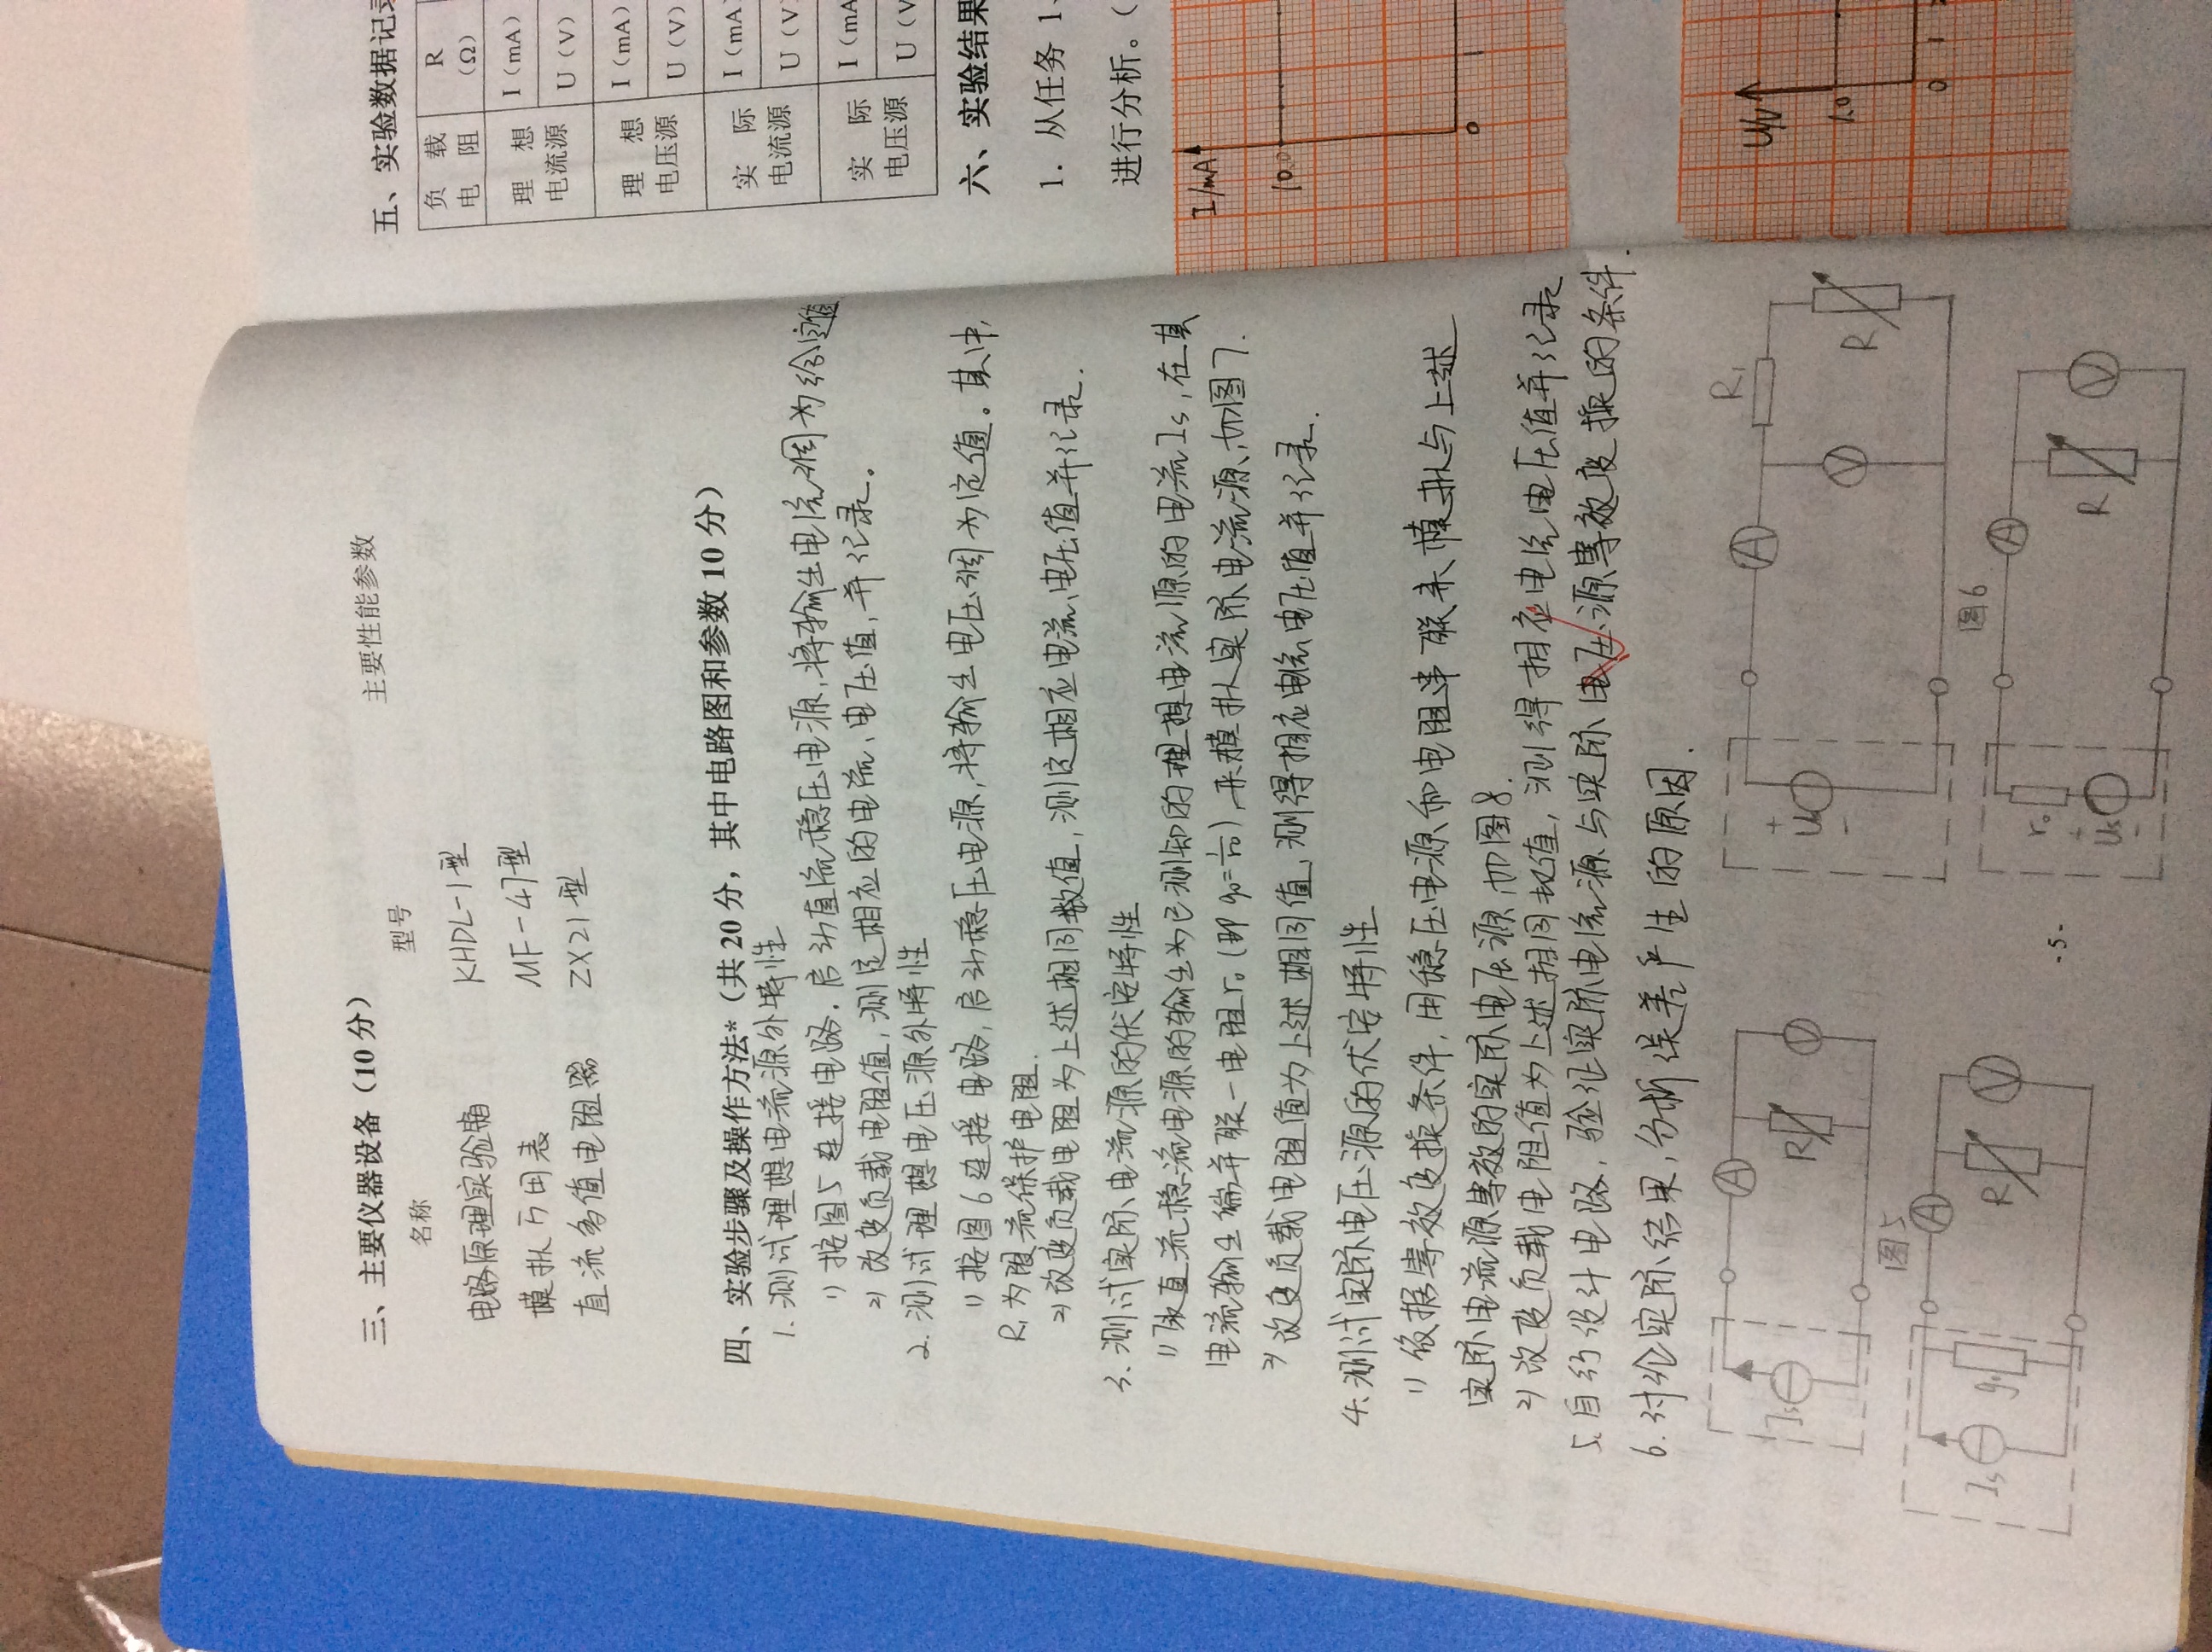 三、主要仪器设备（10 分）
名称 型号 主要性能参数
电路原理实验箱 KHDL-1型
模拟万用表 MF-47型
直流多值电阻器 ZX21型
四、实验步骤及操作方法*（共 20 分，其中电路图和参数 10 分）
1. 测试理想电流源外特性
1) 按图5连接电路. 启动直流稳压电源, 将输出电流调为给定值
2) 改变负载电阻值, 测定相应的电流、电压值, 并记录。
2. 测试理想电压源外特性
1) 按图6连接电路, 启动稳压电源, 将输出电压调为定值。其中,
R₁为限流保护电阻.
2) 改变负载电阻为上述相同数值, 测定相应电流、电压值并记录.
3. 测试实际电流源的伏安特性
1) 取直流稳流电源的输出为已测知的理想电流源的电流Is, 在其
电流输出端并联一电阻r₀ (即 g₀=1/r₀), 来模拟实际电流源, 如图7.
2) 改变负载电阻值为上述相同值, 测得相应电流电压值并记录.
4. 测试实际电压源的伏安特性
1) 依据等效变换条件, 用稳压电源和电阻串联来模拟与上述
实际电流源等效的实际电压源, 如图8.
2) 改变负载电阻值为上述相同数值, 测得相应电流电压值并记录
5. 自行设计电路, 验证实际电流源与实际电压源等效变换的条件.
6. 讨论实际结果, 分析误差产生的原因.
Is R A V
图5
+ U - A V R₁ R
图6
Is g₀ A R V
r₀ + Us - A R V
- 5 -
五、实验数据记录
负 载 电 阻 R （Ω）
理 想 电流源 I（mA）
U（V）
理 想 电压源 I（mA）
U（V）
实 际 电流源 I（mA）
U（V
实 际 电压源 I（mA
U（V
六、实验结果
1. 从任务 1、
进行分析。（
I/mA
10.0
0 1
U/V
1.0
0 1